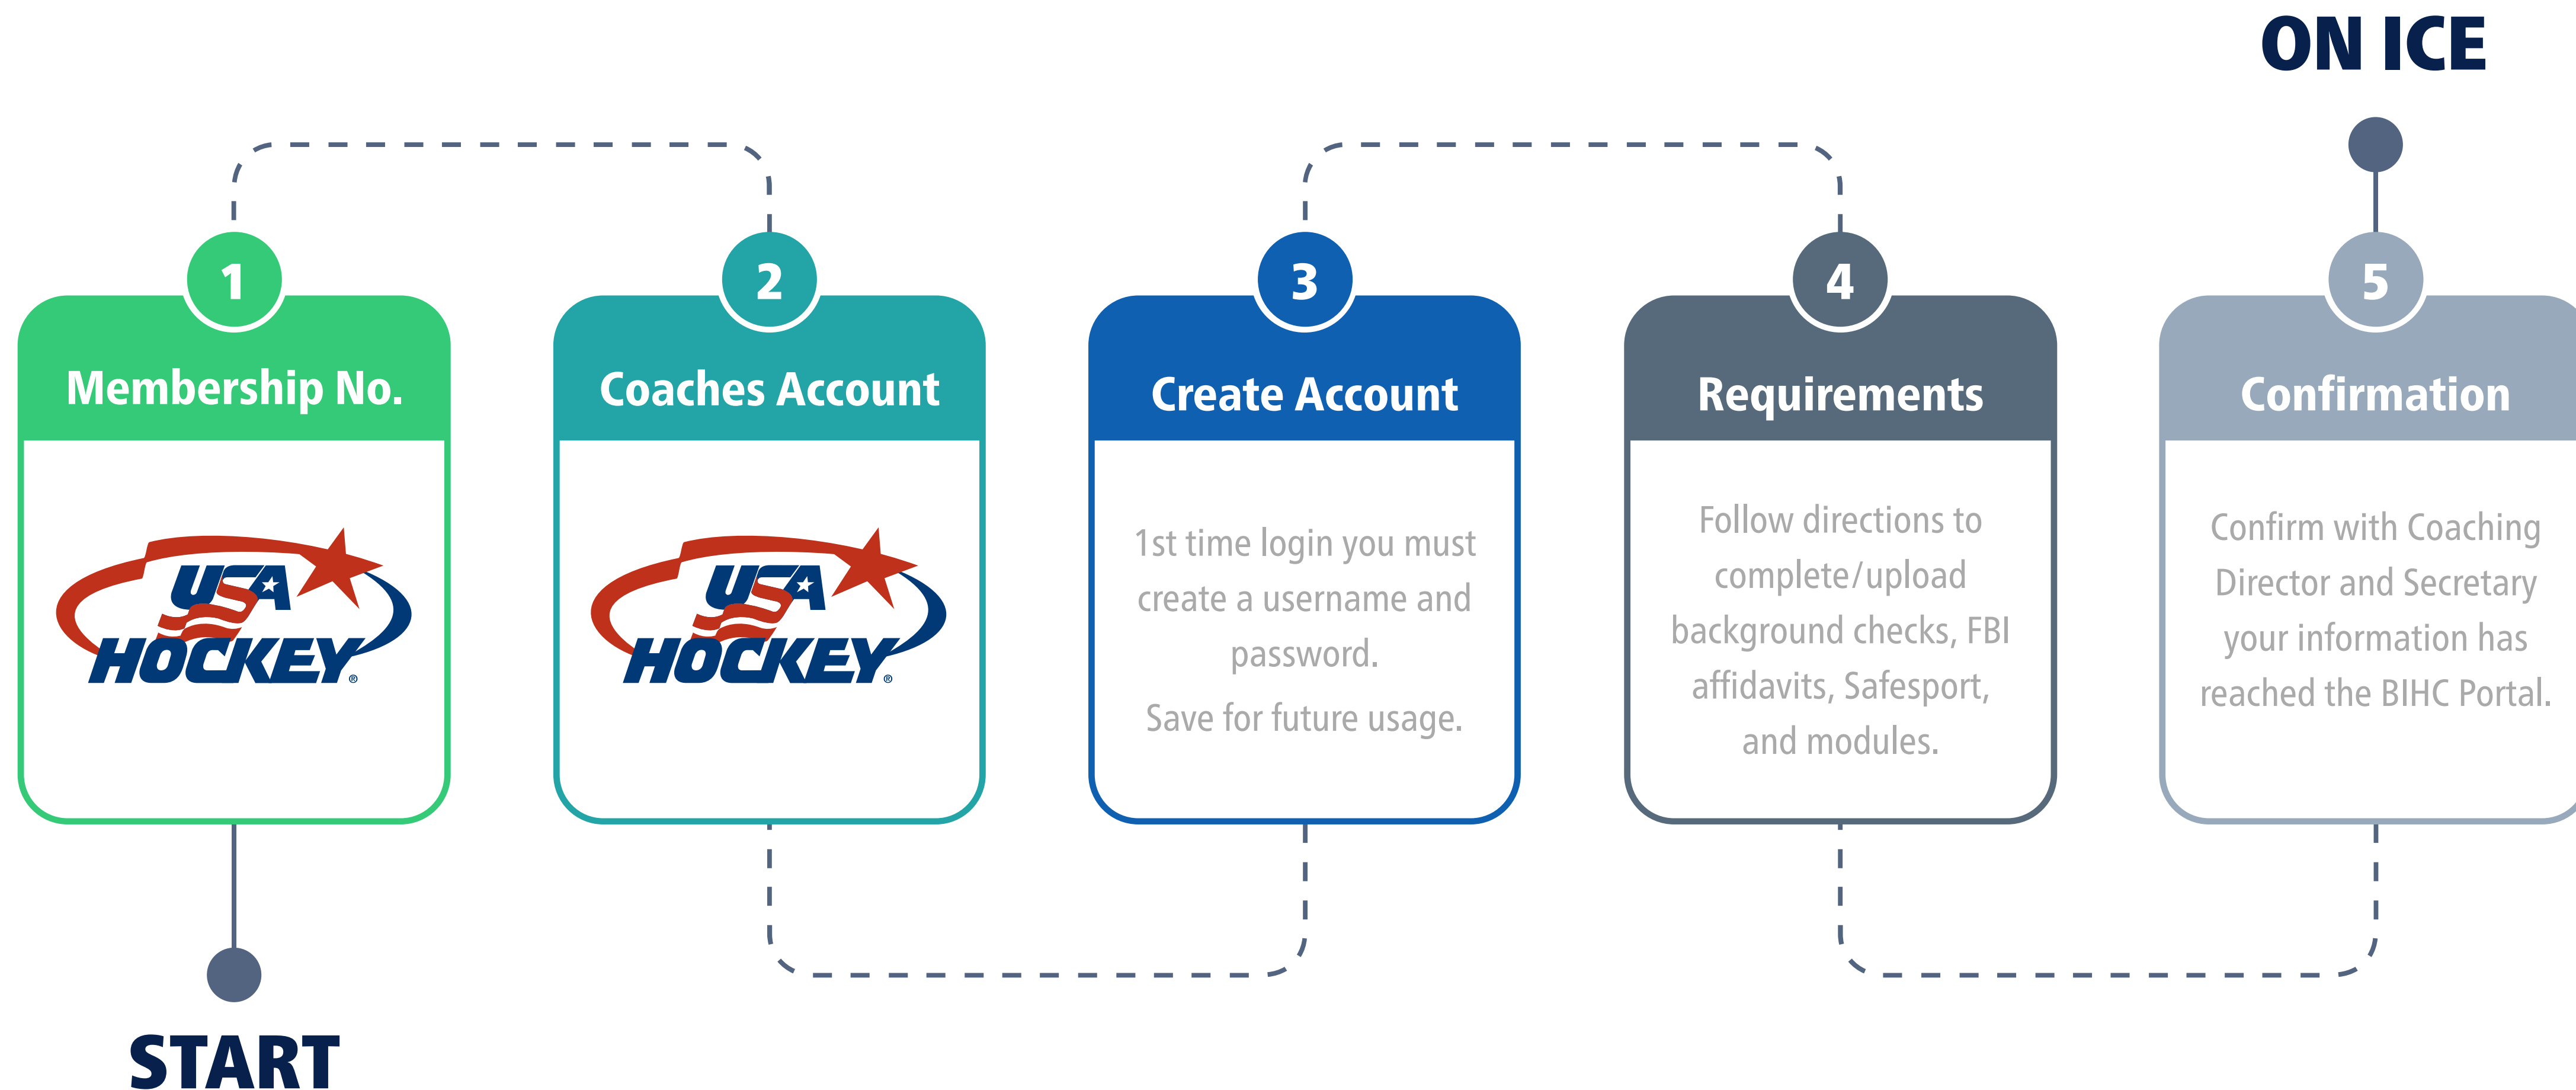 ON ICE
1
Membership No.
USA
HOCKEY®
START
2
Coaches Account
USA
HOCKEY®
3
Create Account
1st time login you must
create a username and
password.
Save for future usage.
4
Requirements
Follow directions to
complete/upload
background checks, FBI
affidavits, Safesport,
and modules.
5
Confirmation
Confirm with Coaching
Director and Secretary
your information has
reached the BIHC Portal.